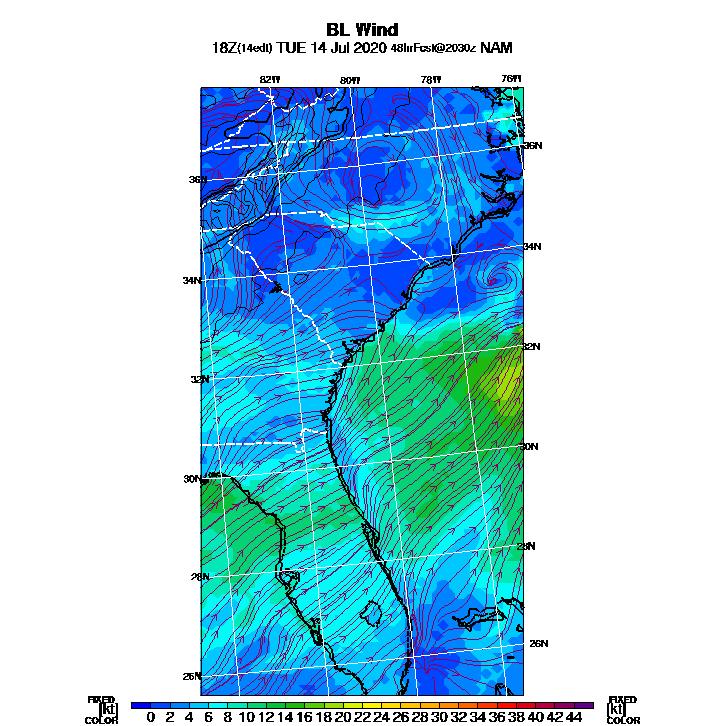 BL Wind
18Z(14edt) TUE 14 Jul 2020 48hrFcst@2030z NAM
82W 80W 78W 76W
36N
36N
34N
34N
32N
32N
30N
30N
28N
28N
26N
26N
FIXED FIXED
[kt] [kt]
COLOR COLOR
0 2 4 6 8 10 12 14 16 18 20 22 24 26 28 30 32 34 36 38 40 42 44